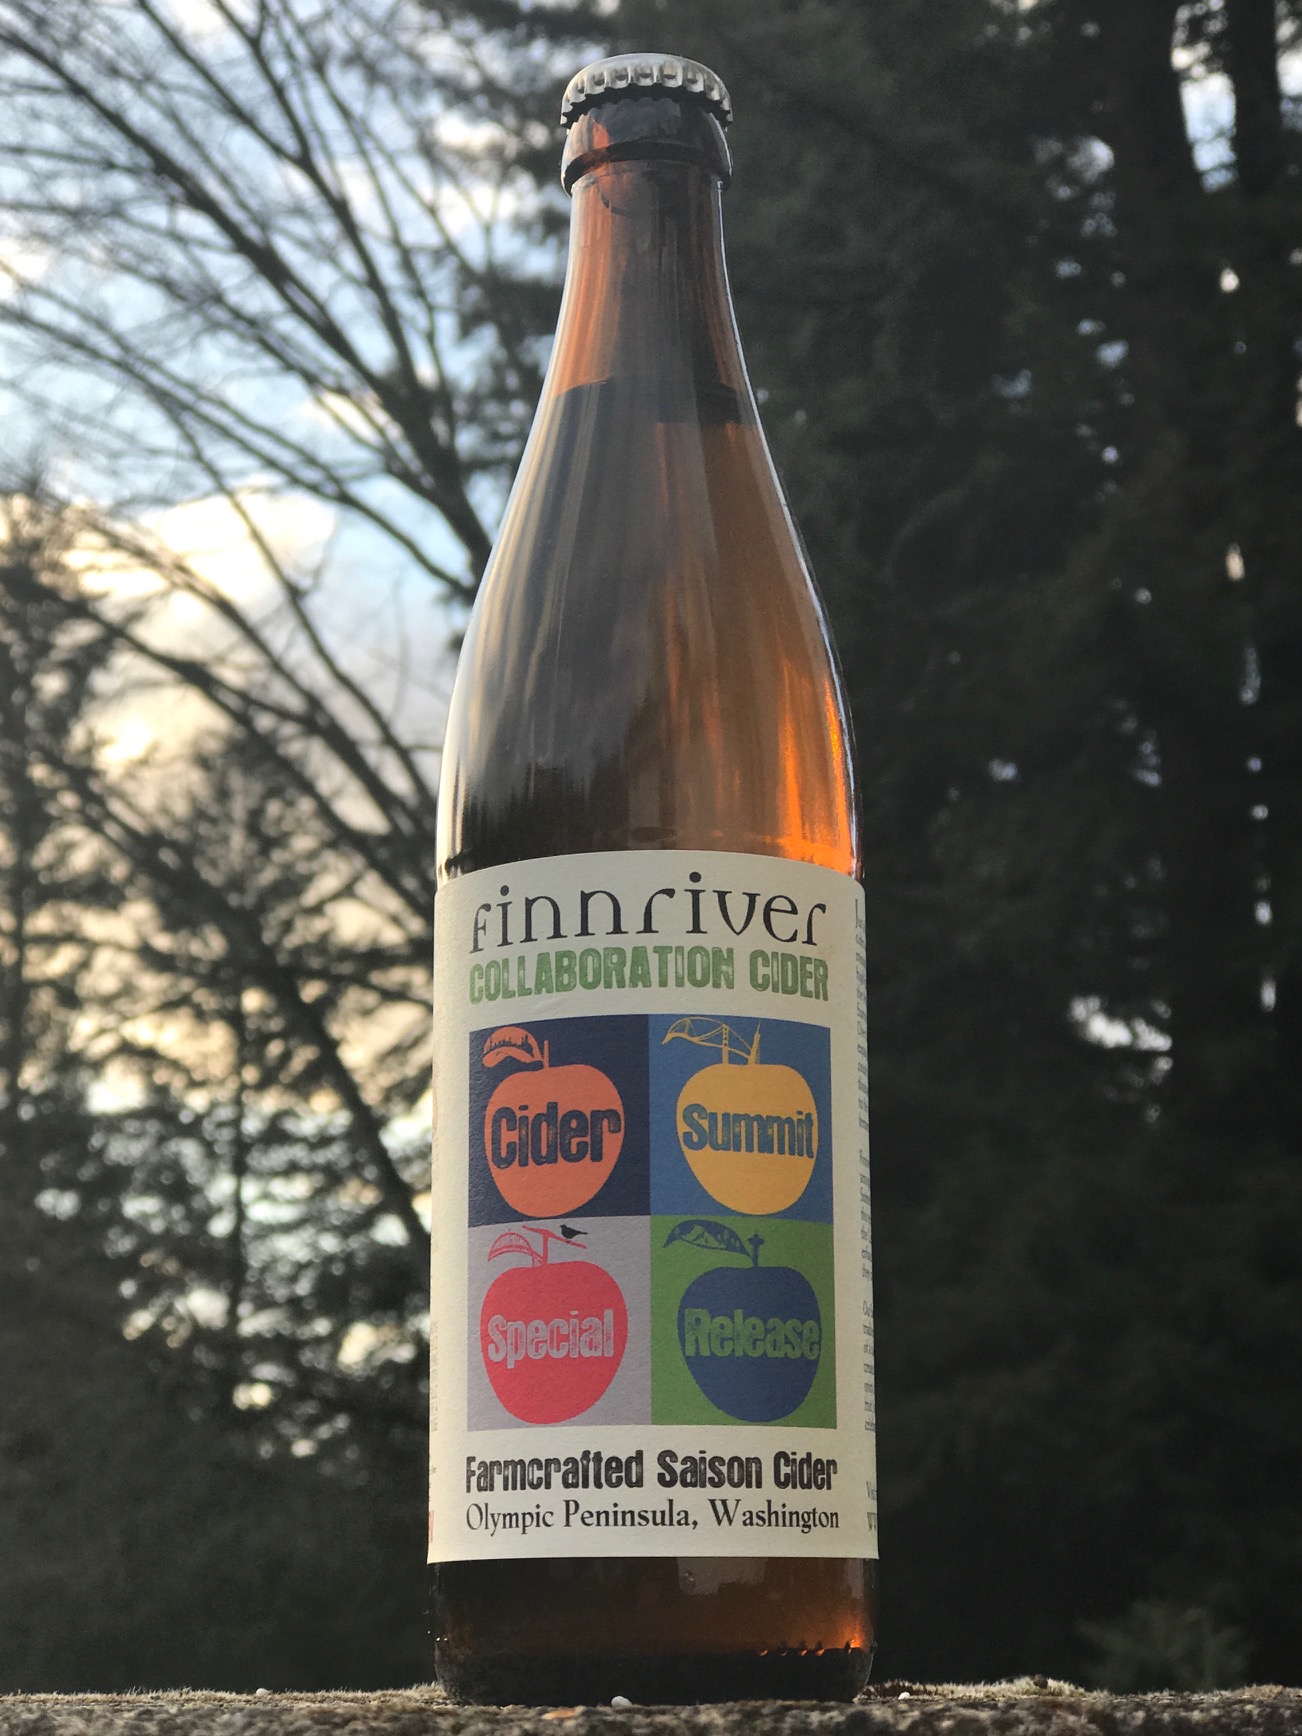 finnriver
COLLABORATION CIDER
Cider
Summit
Special
Release
Farmcrafted Saison Cider
Olympic Peninsula, Washington